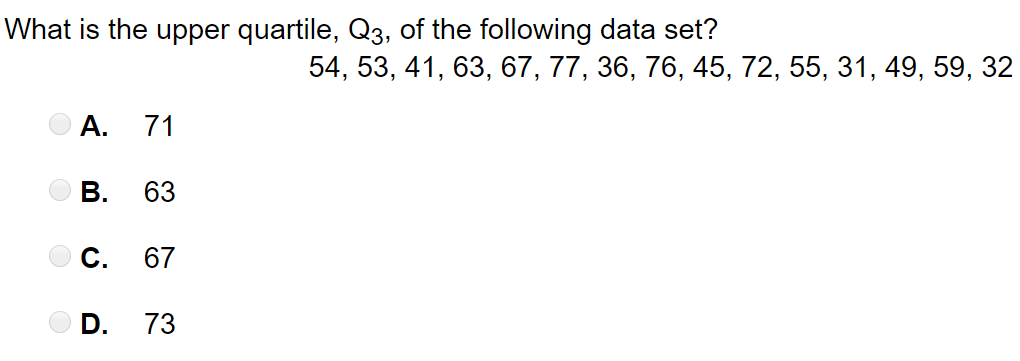 What is the upper quartile, Q3, of the following data set?
54, 53, 41, 63, 67, 77, 36, 76, 45, 72, 55, 31, 49, 59, 32
A. 71
B. 63
C. 67
D. 73